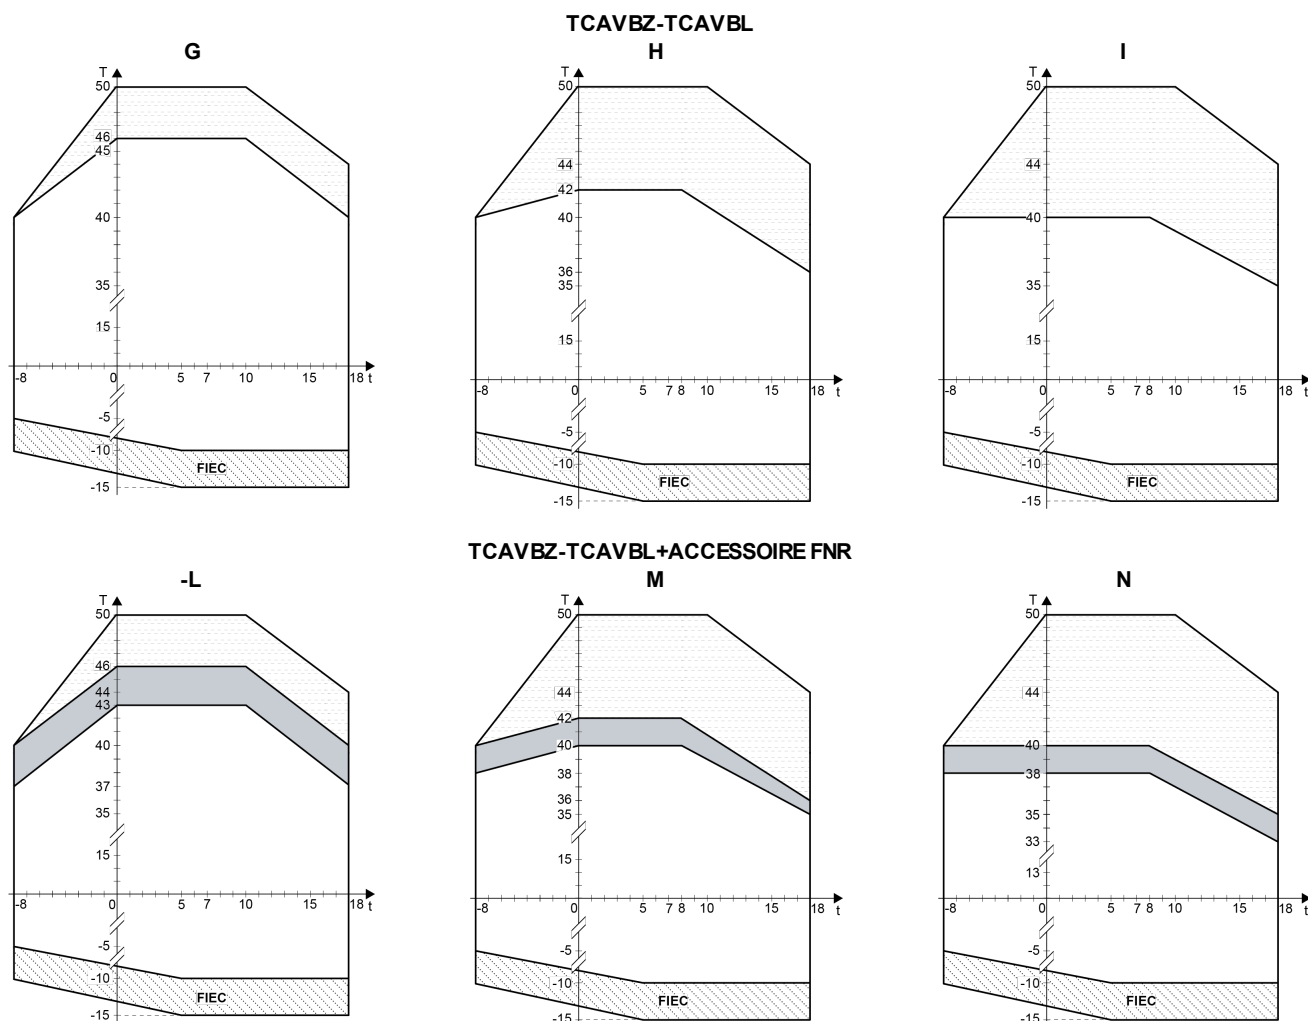 TCAVBZ-TCAVBL
G H I
T T T
50 50 50
46
45
44 44
42
40 40 40
36
35 35 35
15 15 15
-8 0 5 7 10 15 18 t
-8 0 5 7 8 10 15 18 t
-8 0 5 7 8 10 15 18 t
-5 -5 -5
-10 -10 -10
FIEC FIEC FIEC
-15 -15 -15
TCAVBZ-TCAVBL+ACCESSOIRE FNR
-L M N
T T T
50 50 50
46
44 44 44
43
42
40 40 40
38 38
37
36
35 35 35
33
15 15 13
-8 0 5 7 10 15 18 t
-8 0 5 7 8 10 15 18 t
-8 0 5 7 8 10 15 18 t
-5 -5 -5
-10 -10 -10
FIEC FIEC FIEC
-15 -15 -15